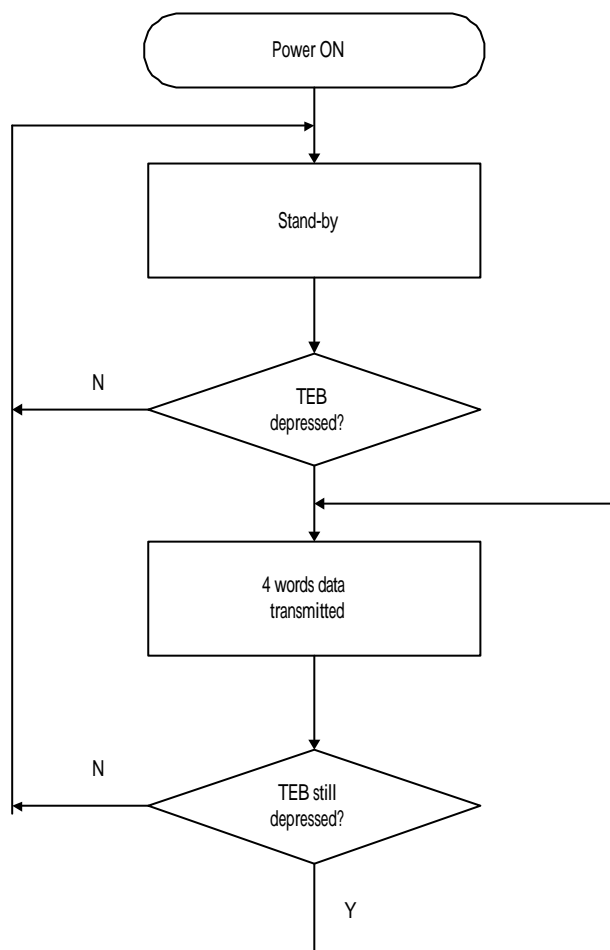 Power ON
Stand-by
N
TEB
depressed?
4 words data
transmitted
N
TEB still
depressed?
Y